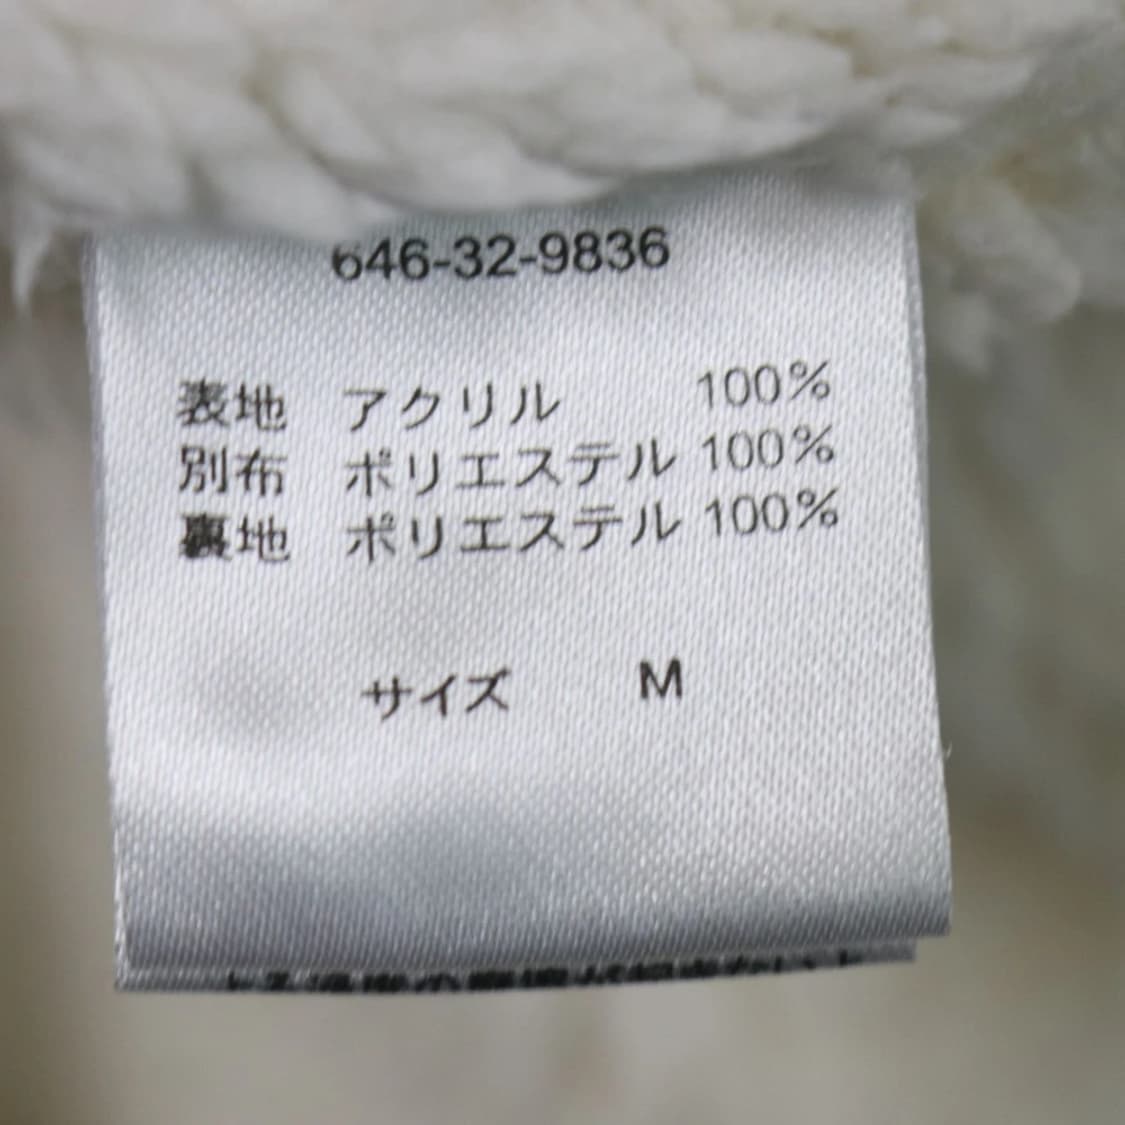 646-32-9836
表地 アクリル 100%
別布 ポリエステル 100%
裏地 ポリエステル 100%
サイズ M